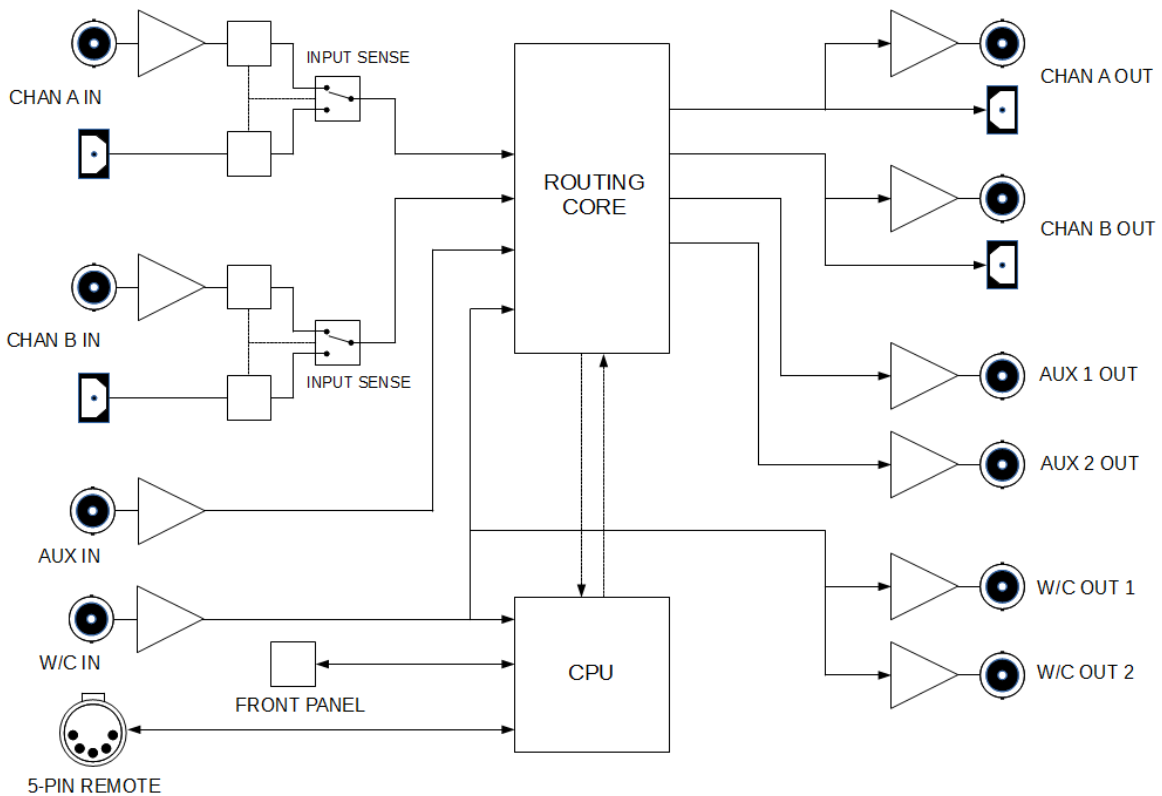 CHAN A IN
INPUT SENSE
CHAN B IN
INPUT SENSE
AUX IN
W/C IN
FRONT PANEL
5-PIN REMOTE
ROUTING
CORE
CPU
CHAN A OUT
CHAN B OUT
AUX 1 OUT
AUX 2 OUT
W/C OUT 1
W/C OUT 2